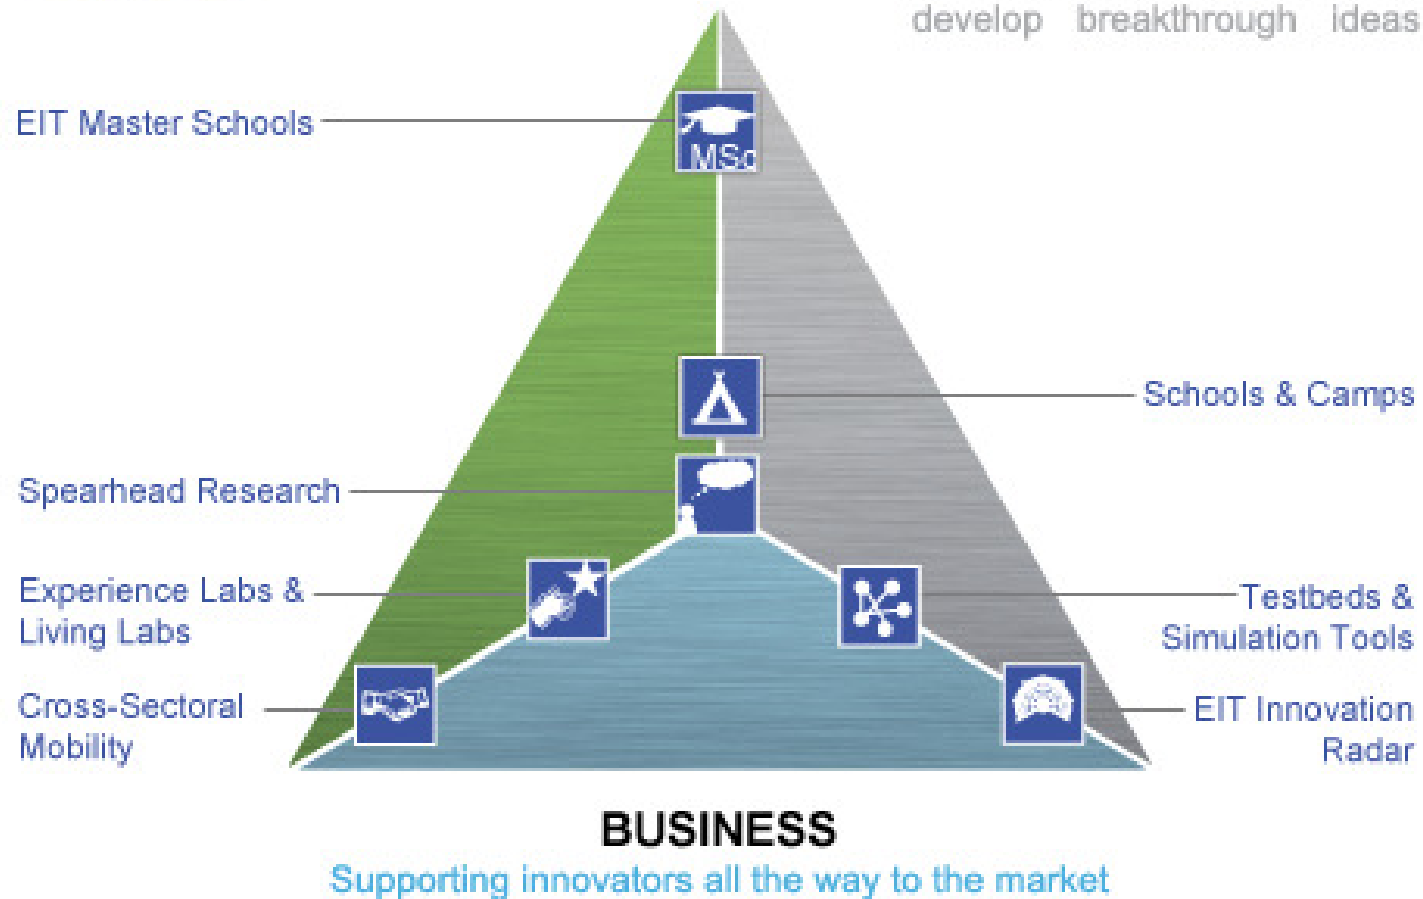 develop breakthrough ideas
EIT Master Schools
MSc
Schools & Camps
Spearhead Research
Experience Labs &
Living Labs
Testbeds &
Simulation Tools
Cross-Sectoral
Mobility
EIT Innovation
Radar
BUSINESS
Supporting innovators all the way to the market